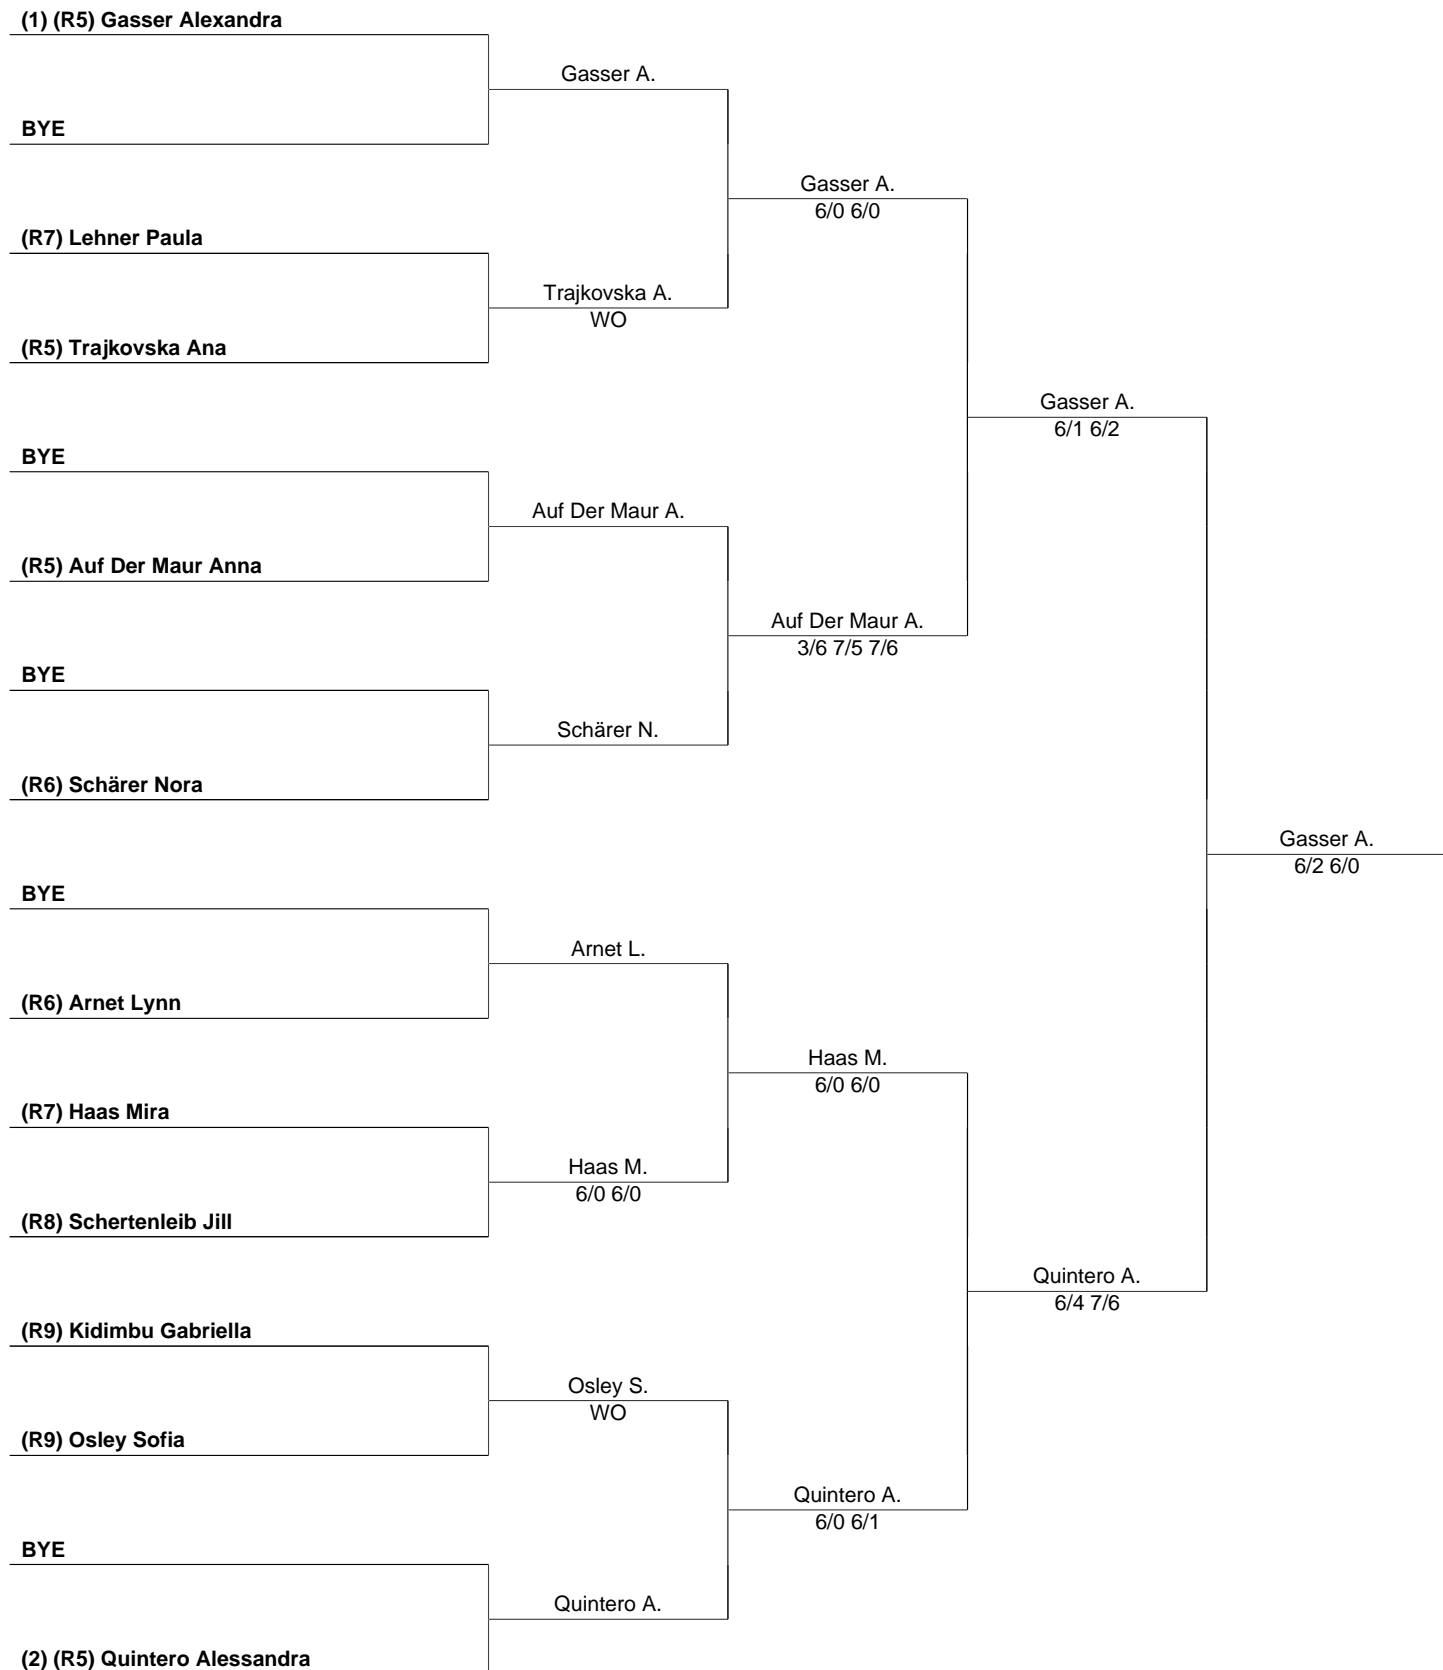 (1) (R5) Gasser Alexandra
Gasser A.
BYE
Gasser A.
6/0 6/0
(R7) Lehner Paula
Trajkovska A.
WO
(R5) Trajkovska Ana
Gasser A.
6/1 6/2
BYE
Auf Der Maur A.
(R5) Auf Der Maur Anna
Auf Der Maur A.
3/6 7/5 7/6
BYE
Schärer N.
(R6) Schärer Nora
Gasser A.
6/2 6/0
BYE
Arnet L.
(R6) Arnet Lynn
Haas M.
6/0 6/0
(R7) Haas Mira
Haas M.
6/0 6/0
(R8) Schertenleib Jill
Quintero A.
6/4 7/6
(R9) Kidimbu Gabriella
Osley S.
WO
(R9) Osley Sofia
Quintero A.
6/0 6/1
BYE
Quintero A.
(2) (R5) Quintero Alessandra